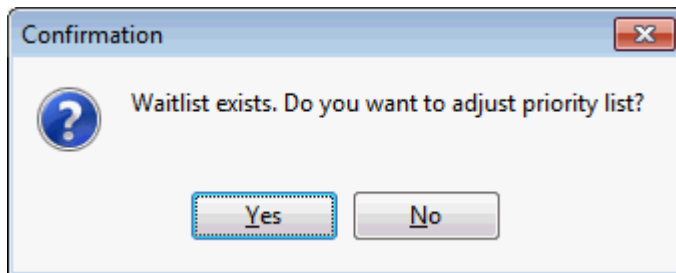 Confirmation
Waitlist exists. Do you want to adjust priority list?
Yes
No